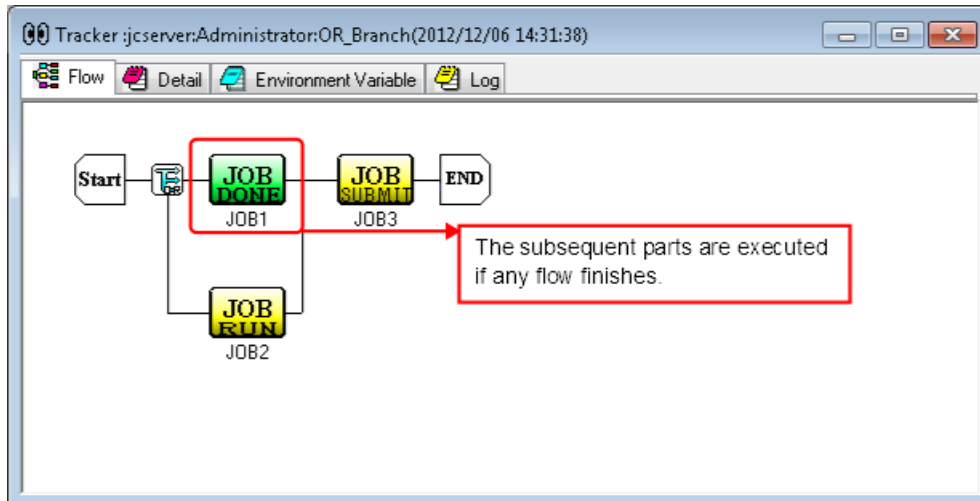 Tracker :jcserver:Administrator:OR_Branch(2012/12/06 14:31:38)
Flow Detail Environment Variable Log
Start OR JOB DONE JOB SUBMIT END
JOB1 JOB3
The subsequent parts are executed
if any flow finishes.
JOB RUN
JOB2